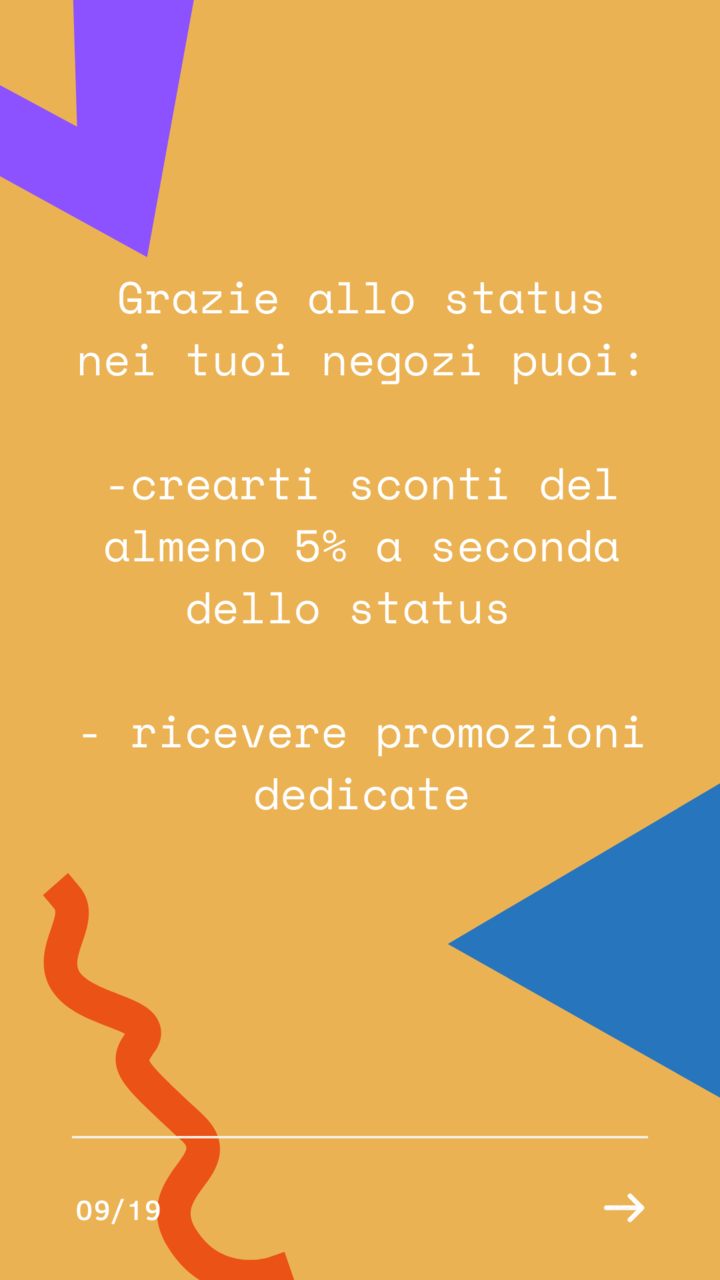 Grazie allo status
nei tuoi negozi puoi:
-crearti sconti del
almeno 5% a seconda
dello status
- ricevere promozioni
dedicate
09/19